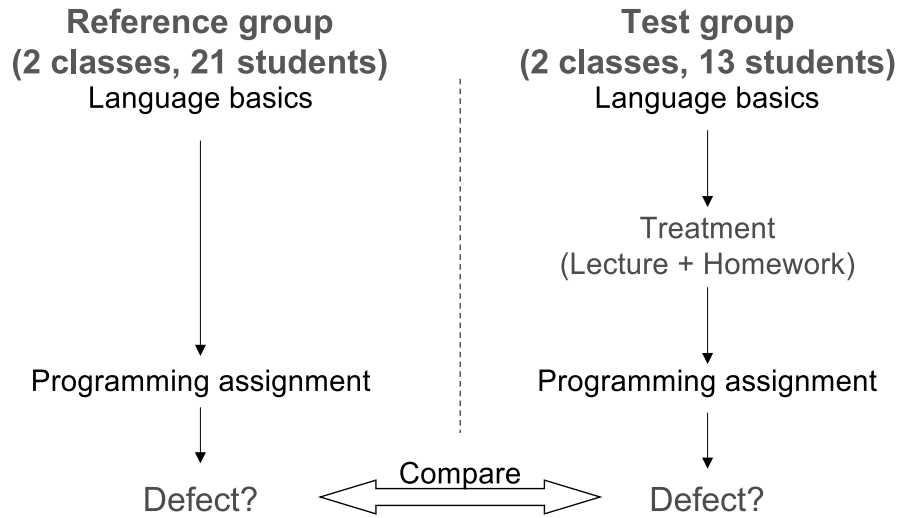 Reference group
(2 classes, 21 students)
Language basics
Programming assignment
Defect?
Test group
(2 classes, 13 students)
Language basics
Treatment
(Lecture + Homework)
Programming assignment
Defect?
Compare